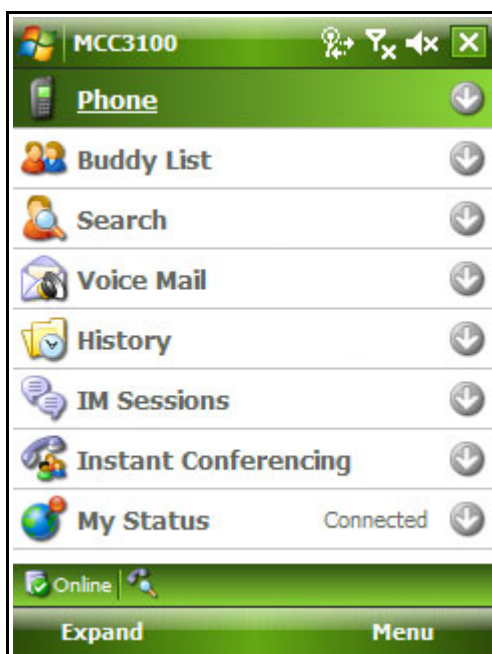 MCC3100
Phone
Buddy List
Search
Voice Mail
History
IM Sessions
Instant Conferencing
My Status Connected
Online
Expand Menu